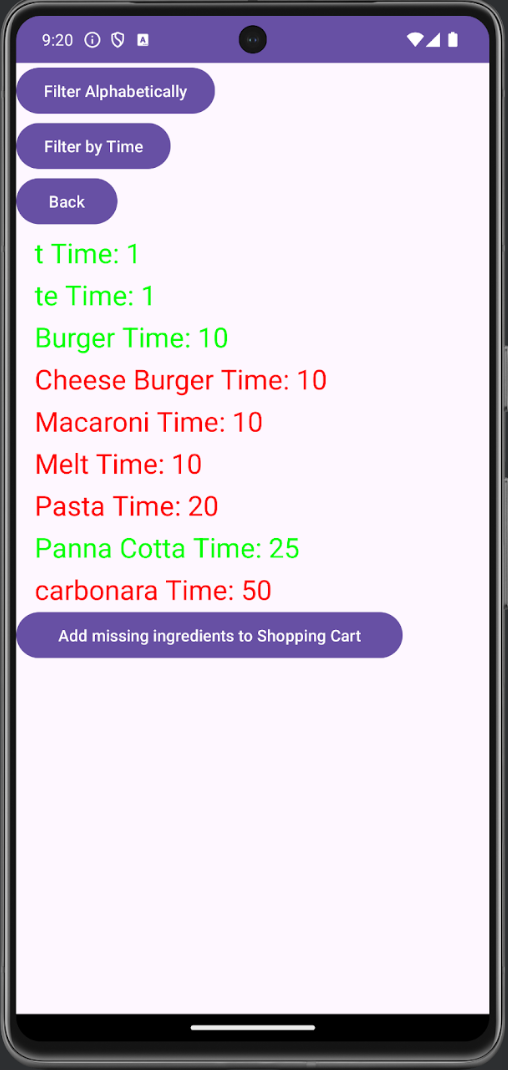 9:20
Filter Alphabetically
Filter by Time
Back
t Time: 1
te Time: 1
Burger Time: 10
Cheese Burger Time: 10
Macaroni Time: 10
Melt Time: 10
Pasta Time: 20
Panna Cotta Time: 25
carbonara Time: 50
Add missing ingredients to Shopping Cart